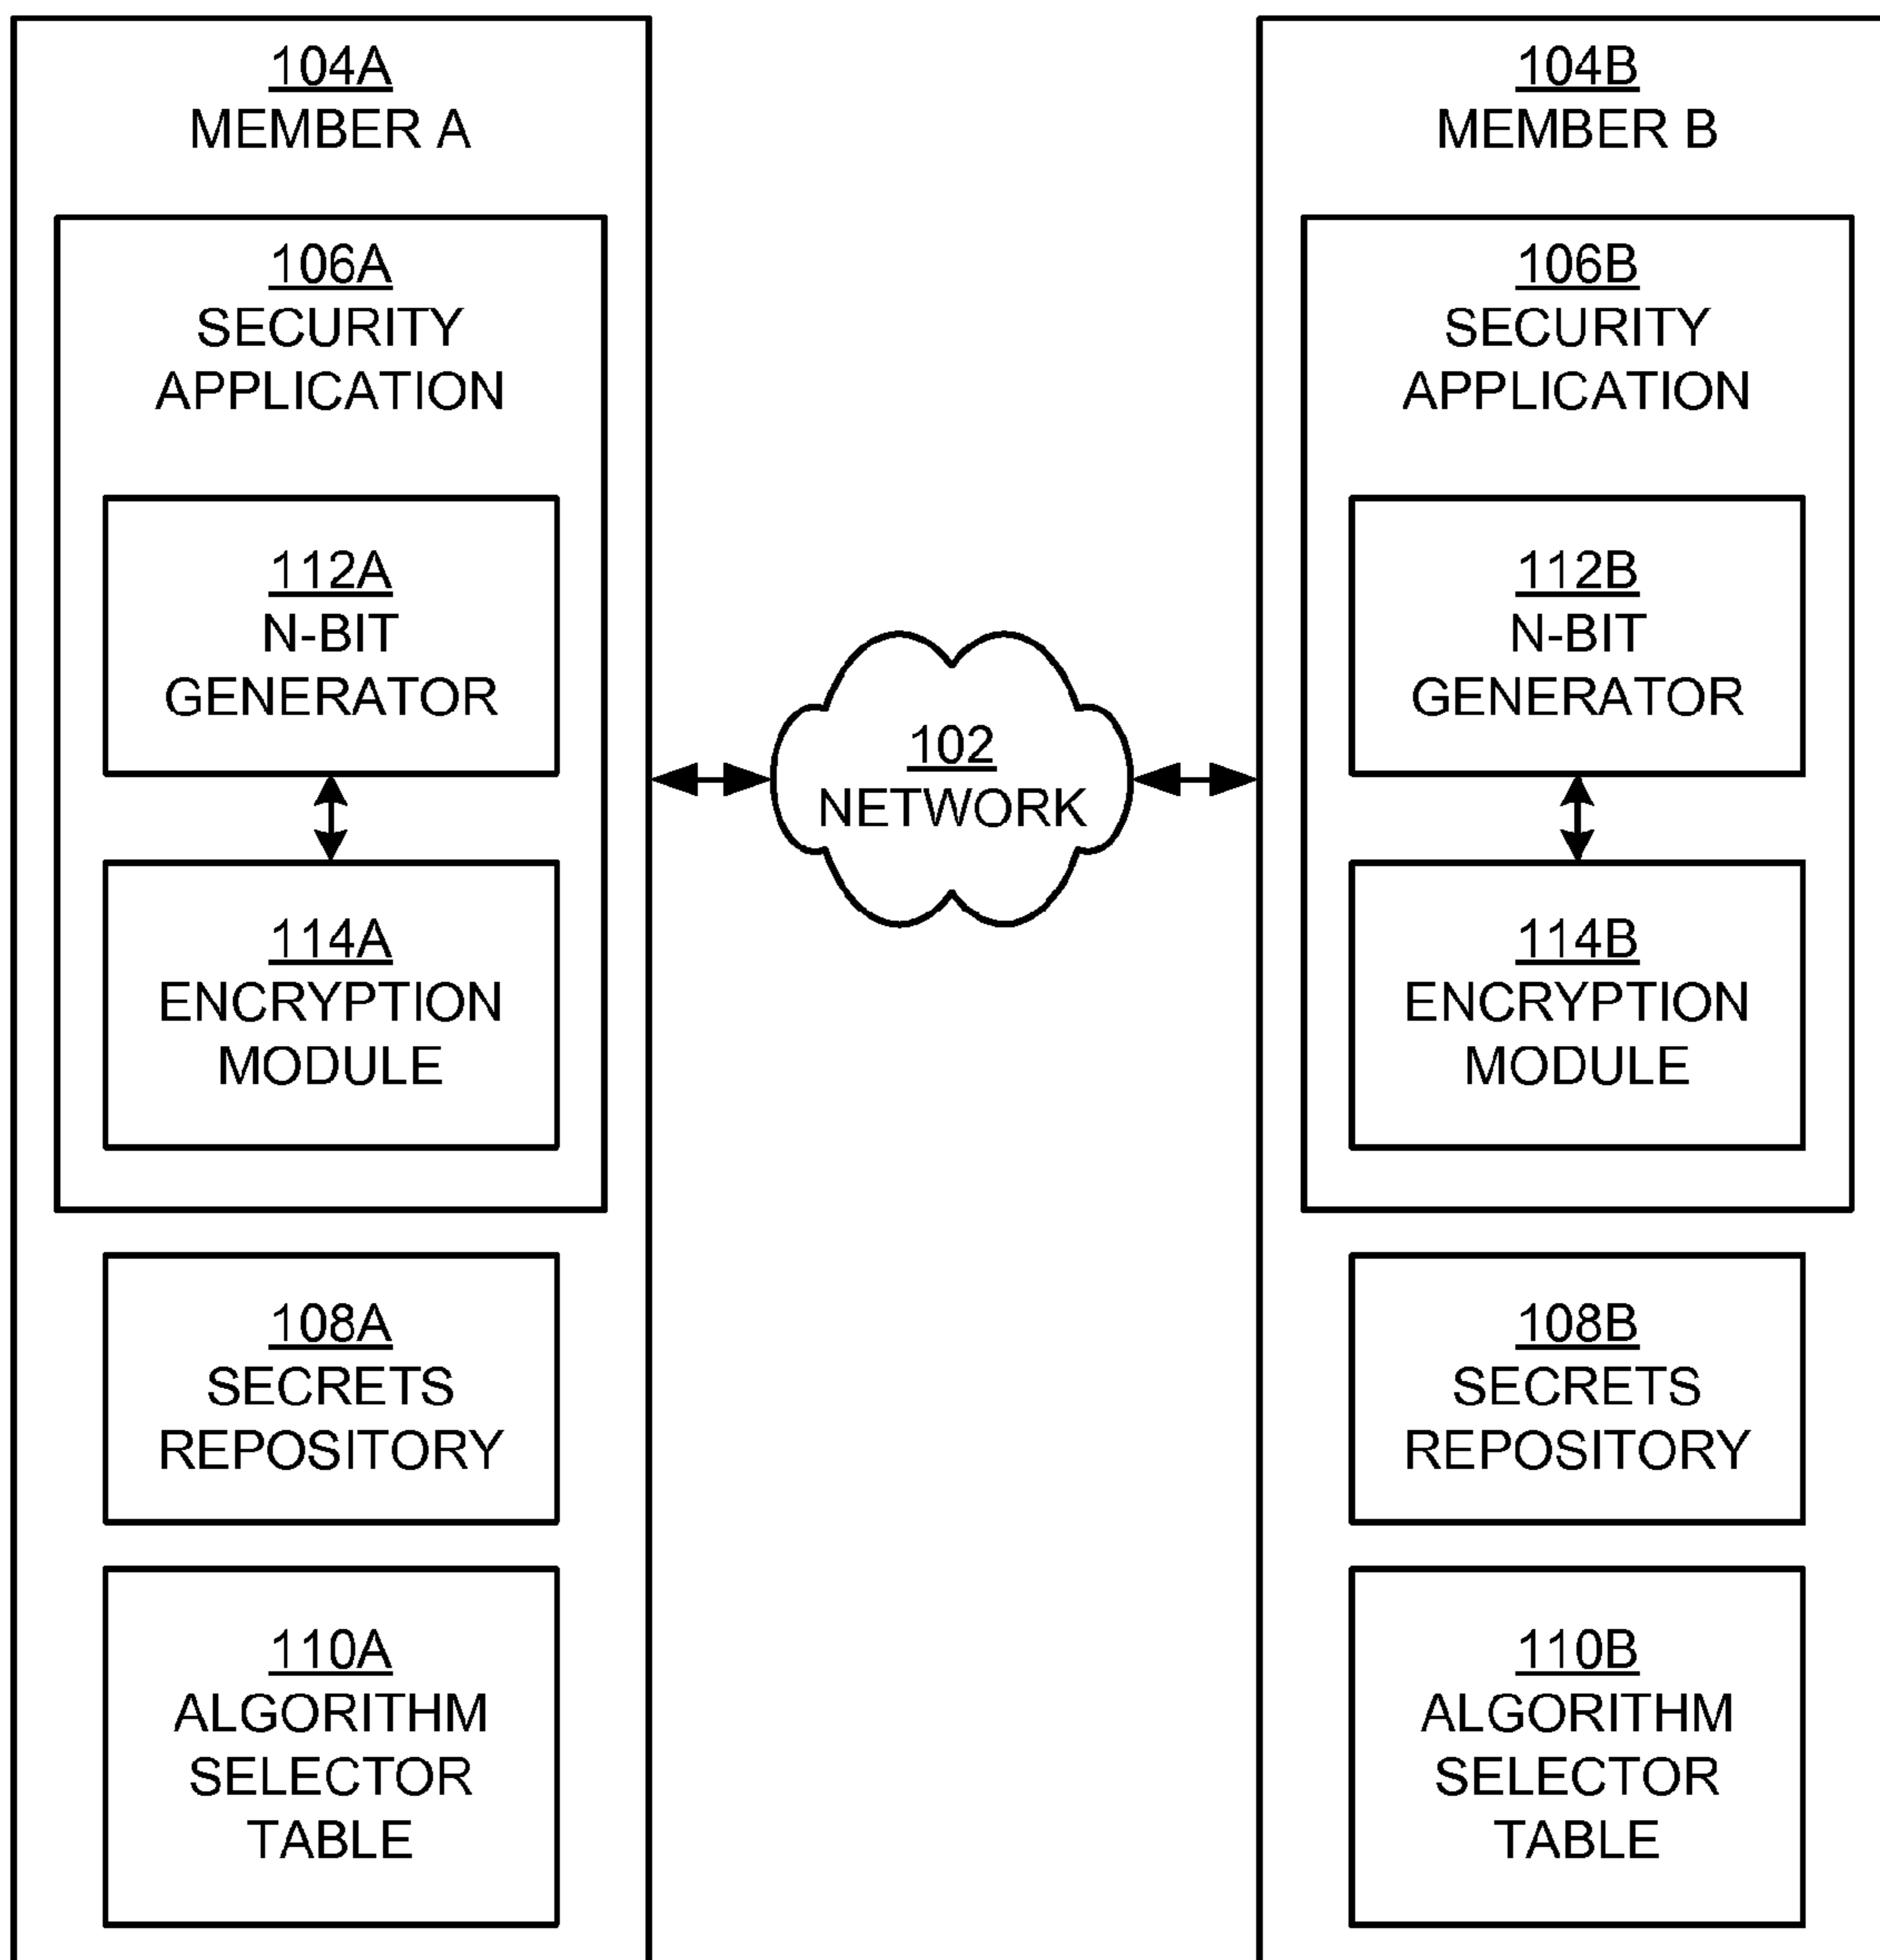 104A
MEMBER A
106A
SECURITY
APPLICATION
112A
N-BIT
GENERATOR
114A
ENCRYPTION
MODULE
108A
SECRETS
REPOSITORY
110A
ALGORITHM
SELECTOR
TABLE
102
NETWORK
104B
MEMBER B
106B
SECURITY
APPLICATION
112B
N-BIT
GENERATOR
114B
ENCRYPTION
MODULE
108B
SECRETS
REPOSITORY
110B
ALGORITHM
SELECTOR
TABLE